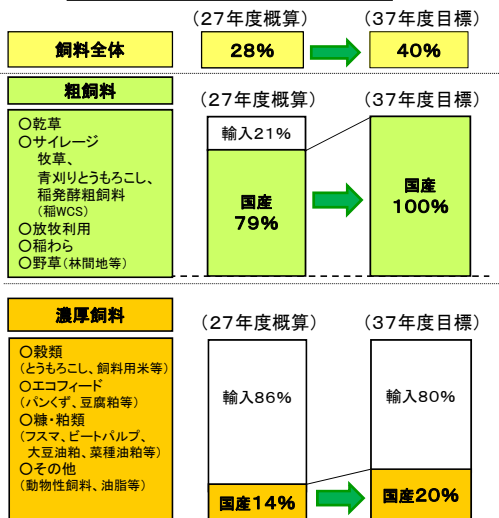 (27年度概算) (37年度目標)
飼料全体 28% 40%
粗飼料
(27年度概算) (37年度目標)
○乾草
○サイレージ
牧草、
青刈りとうもろこし、
稲発酵粗飼料
(稲WCS)
○放牧利用
○稲わら
○野草(林間地等)
輸入21%
国産
79%
国産
100%
濃厚飼料
(27年度概算) (37年度目標)
○穀類
(とうもろこし、飼料用米等)
○エコフィード
(パンくず、豆腐粕等)
○糠・粕類
(フスマ、ビートパルプ、
大豆油粕、菜種油粕等)
○その他
(動物性飼料、油脂等)
輸入86% 輸入80%
国産14% 国産20%